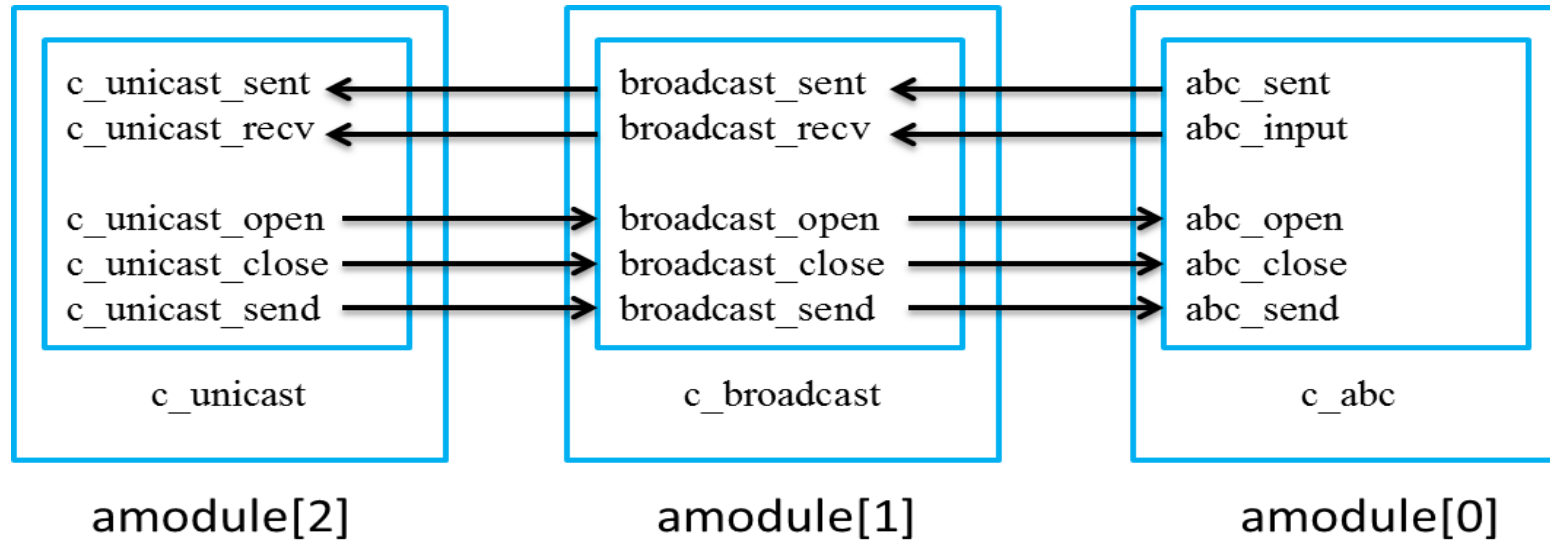 c_unicast_sent
c_unicast_recv
c_unicast_open
c_unicast_close
c_unicast_send
c_unicast
amodule[2]
broadcast_sent
broadcast_recv
broadcast_open
broadcast_close
broadcast_send
c_broadcast
amodule[1]
abc_sent
abc_input
abc_open
abc_close
abc_send
c_abc
amodule[0]